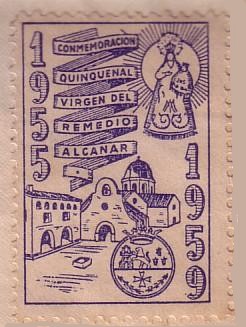 1955
CONMEMORACION
QUINQUENAL
VIRGEN DEL
REMEDIO
ALCANAR
1959